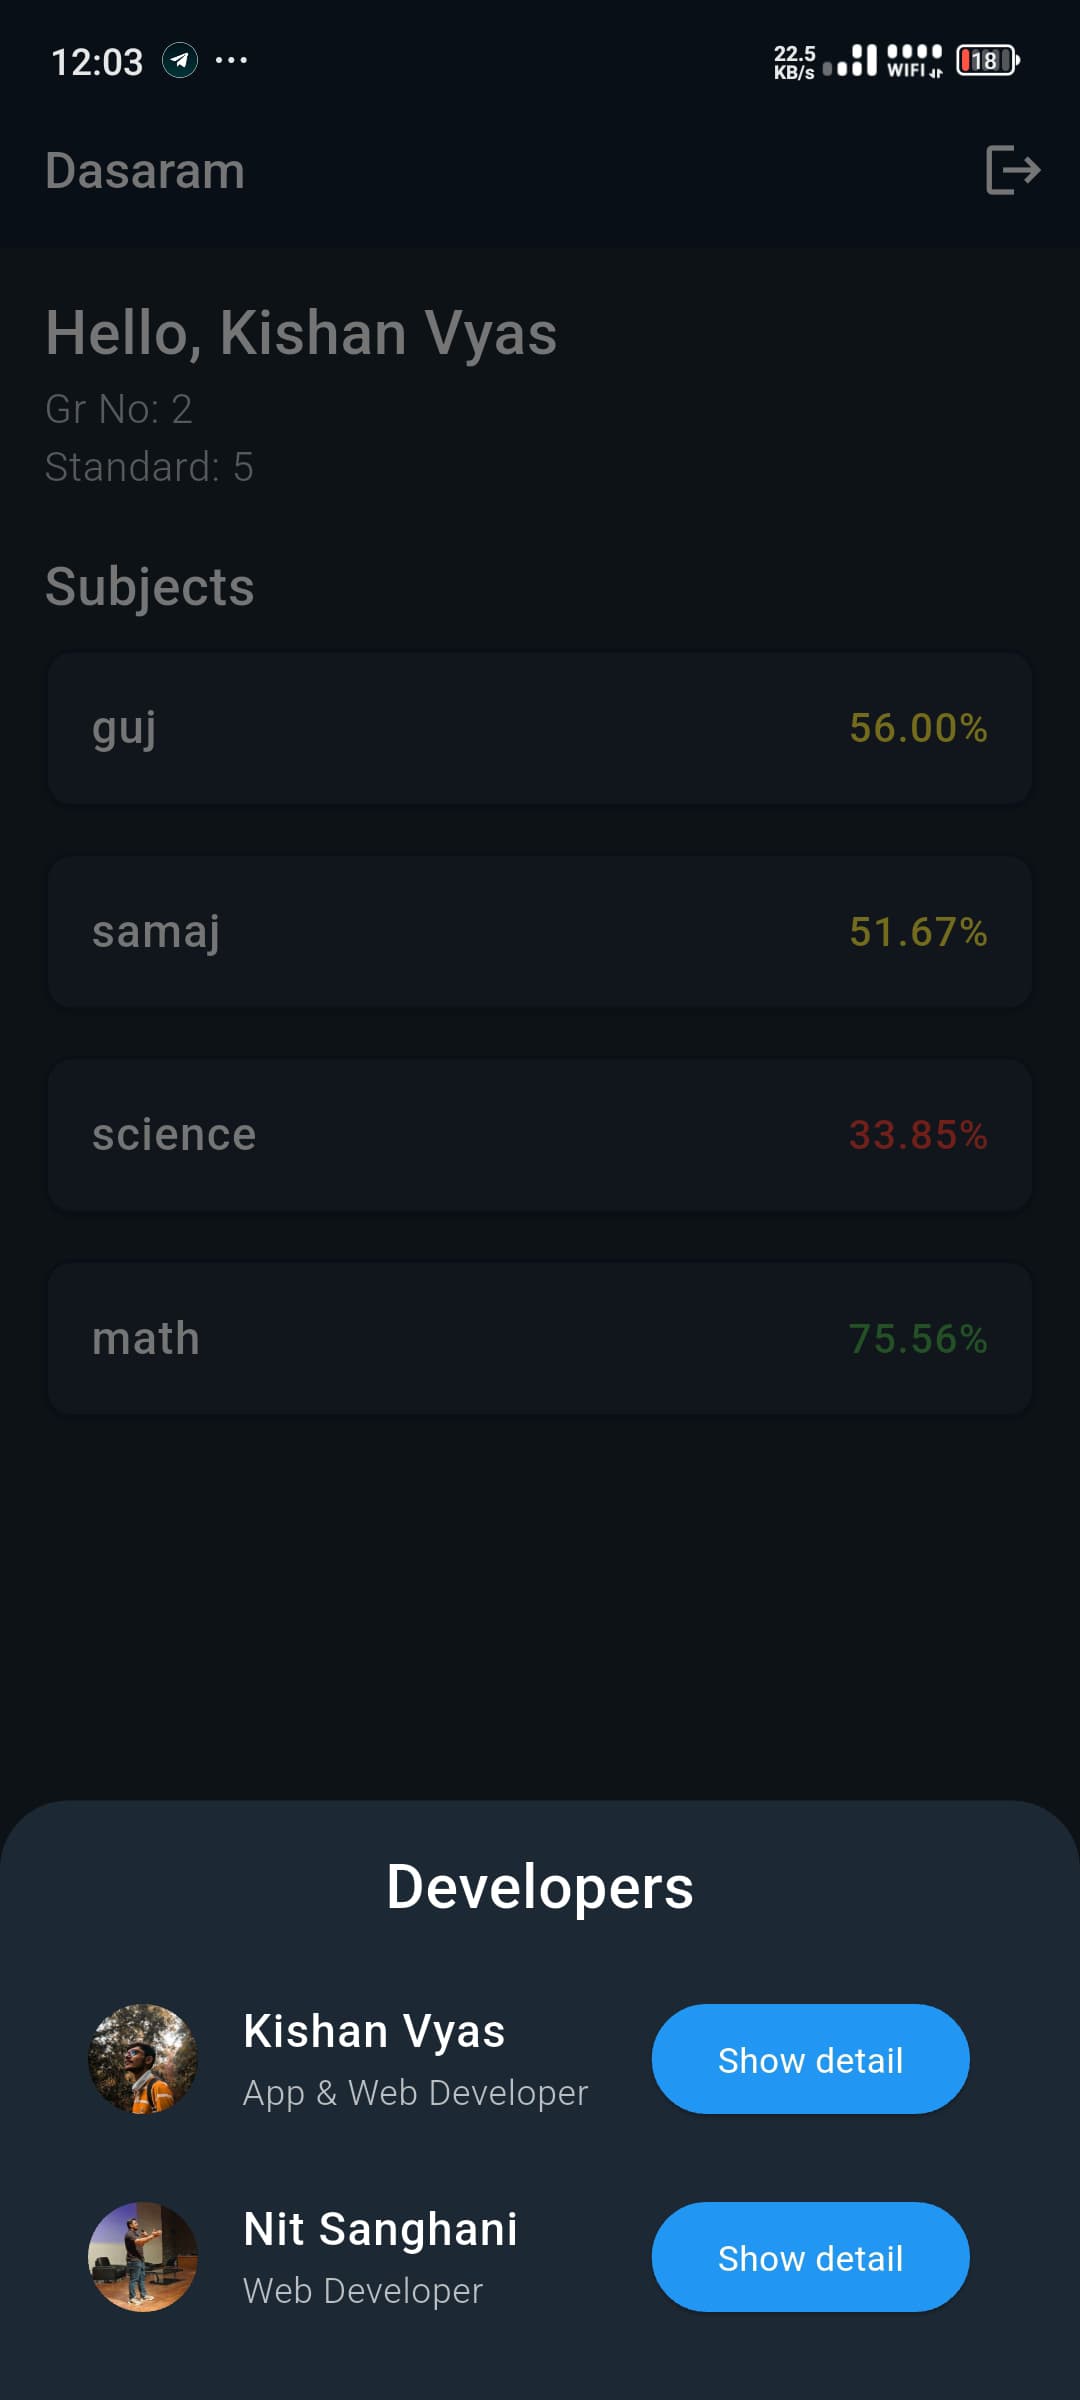 12:03 ... 22.5 KB/s WIFI 18
Dasaram
Hello, Kishan Vyas
Gr No: 2
Standard: 5
Subjects
guj 56.00%
samaj 51.67%
science 33.85%
math 75.56%
Developers
Kishan Vyas
App & Web Developer
Show detail
Nit Sanghani
Web Developer
Show detail